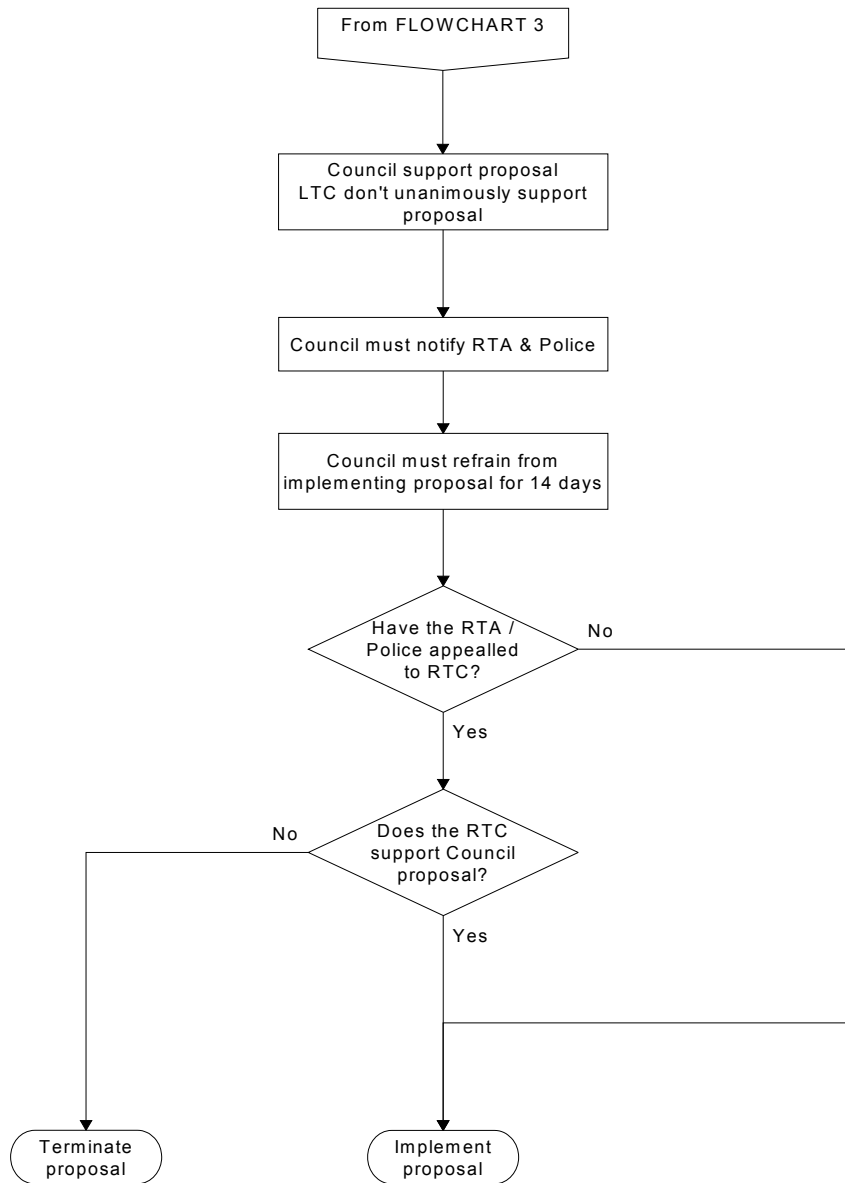 From FLOWCHART 3
Council support proposal
LTC don't unanimously support
proposal
Council must notify RTA & Police
Council must refrain from
implementing proposal for 14 days
Have the RTA /
Police appealled
to RTC?
No
Yes
No
Does the RTC
support Council
proposal?
Yes
Terminate
proposal
Implement
proposal